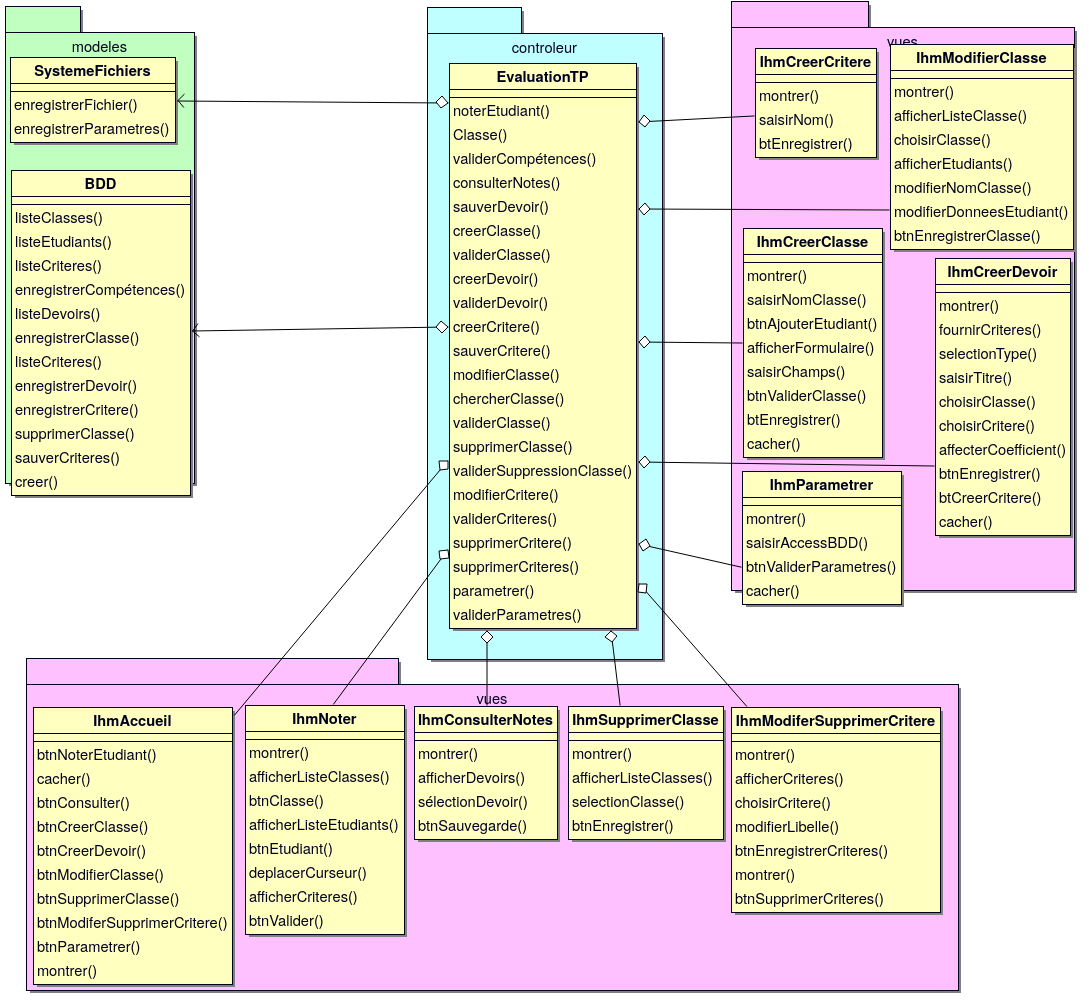 modeles
SystemeFichiers
enregistrerFichier()
enregistrerParametres()
BDD
listeClasses()
listeEtudiants()
listeCriteres()
enregistrerCompétences()
listeDevoirs()
enregistrerClasse()
listeCriteres()
enregistrerDevoir()
enregistrerCritere()
supprimerClasse()
sauverCriteres()
creer()
controleur
EvaluationTP
noterEtudiant()
Classe()
validerCompétences()
consulterNotes()
sauverDevoir()
creerClasse()
validerClasse()
creerDevoir()
validerDevoir()
creerCritere()
sauverCritere()
modifierClasse()
chercherClasse()
validerClasse()
supprimerClasse()
validerSuppressionClasse()
modifierCritere()
validerCriteres()
supprimerCritere()
supprimerCriteres()
parametrer()
validerParametres()
vues
IhmCreerCritere
montrer()
saisirNom()
btEnregistrer()
IhmModifierClasse
montrer()
afficherListeClasse()
choisirClasse()
afficherEtudiants()
modifierNomClasse()
modifierDonneesEtudiant()
btnEnregistrerClasse()
IhmCreerClasse
montrer()
saisirNomClasse()
btnAjouterEtudiant()
afficherFormulaire()
saisirChamps()
btnValiderClasse()
btEnregistrer()
cacher()
IhmCreerDevoir
montrer()
fournirCriteres()
selectionType()
saisirTitre()
choisirClasse()
choisirCritere()
affecterCoefficient()
btnEnregistrer()
btCreerCritere()
cacher()
IhmParametrer
montrer()
saisirAccessBDD()
btnValiderParametres()
cacher()
vues
IhmAccueil
btnNoterEtudiant()
cacher()
btnConsulter()
btnCreerClasse()
btnCreerDevoir()
btnModifierClasse()
btnSupprimerClasse()
btnModiferSupprimerCritere()
btnParametrer()
montrer()
IhmNoter
montrer()
afficherListeClasses()
btnClasse()
afficherListeEtudiants()
btnEtudiant()
deplacerCurseur()
afficherCriteres()
btnValider()
IhmConsulterNotes
montrer()
afficherDevoirs()
sélectionDevoir()
btnSauvegarde()
IhmSupprimerClasse
montrer()
afficherListeClasses()
selectionClasse()
btnEnregistrer()
IhmModiferSupprimerCritere
montrer()
afficherCriteres()
choisirCritere()
modifierLibelle()
btnEnregistrerCriteres()
montrer()
btnSupprimerCriteres()